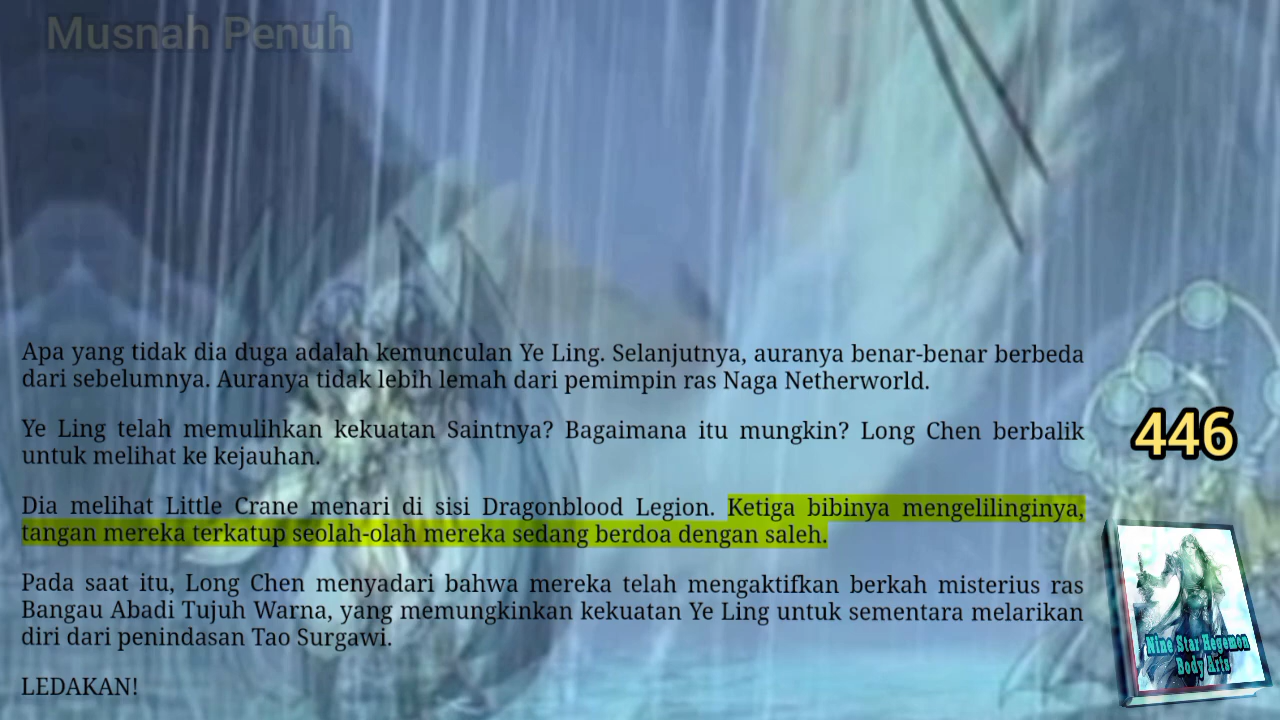 Musnah Penuh
Apa yang tidak dia duga adalah kemunculan Ye Ling. Selanjutnya, auranya benar-benar berbeda
dari sebelumnya. Auranya tidak lebih lemah dari pemimpin ras Naga Netherworld.
Ye Ling telah memulihkan kekuatan Saintnya? Bagaimana itu mungkin? Long Chen berbalik
untuk melihat ke kejauhan.
Dia melihat Little Crane menari di sisi Dragonblood Legion. Ketiga bibinya mengelilinginya,
tangan mereka terkatup seolah-olah mereka sedang berdoa dengan saleh.
Pada saat itu, Long Chen menyadari bahwa mereka telah mengaktifkan berkah misterius ras
Bangau Abadi Tujuh Warna, yang memungkinkan kekuatan Ye Ling untuk sementara melarikan
diri dari penindasan Tao Surgawi.
LEDAKAN!
446
Nine Star Hegemon
Body Arts